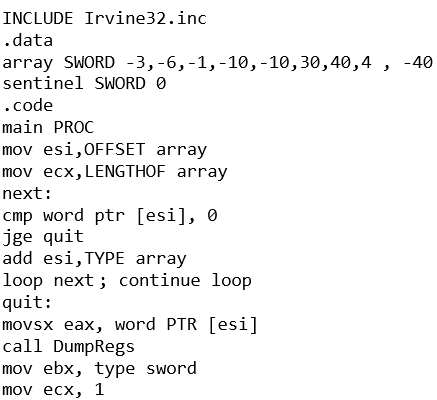 INCLUDE Irvine32.inc
.data
array SWORD -3,-6,-1,-10,-10,30,40,4 , -40
sentinel SWORD 0
.code
main PROC
mov esi,OFFSET array
mov ecx,LENGTHOF array
next:
cmp word ptr [esi], 0
jge quit
add esi,TYPE array
loop next ; continue loop
quit:
movsx eax, word PTR [esi]
call DumpRegs
mov ebx, type sword
mov ecx, 1